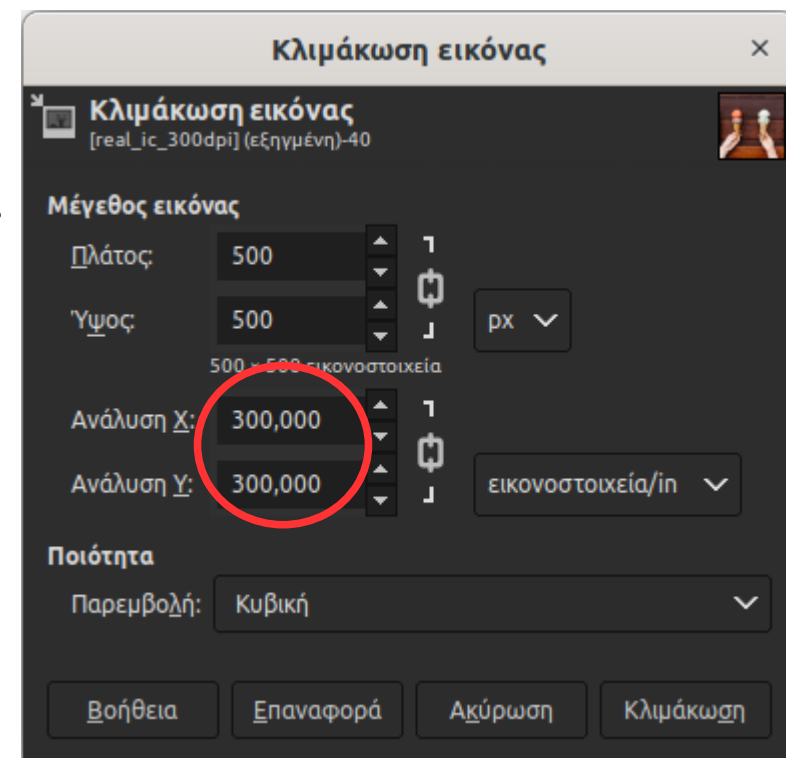 Κλιμάκωση εικόνας ×
Κλιμάκωση εικόνας
[real_ic_300dpi] (εξηγμένη)-40
Μέγεθος εικόνας
Πλάτος: 500
Ύψος: 500 px
500 × 500 εικονοστοιχεία
Ανάλυση X: 300,000
Ανάλυση Y: 300,000 εικονοστοιχεία/in
Ποιότητα
Παρεμβολή: Κυβική
Βοήθεια Επαναφορά Ακύρωση Κλιμάκωση